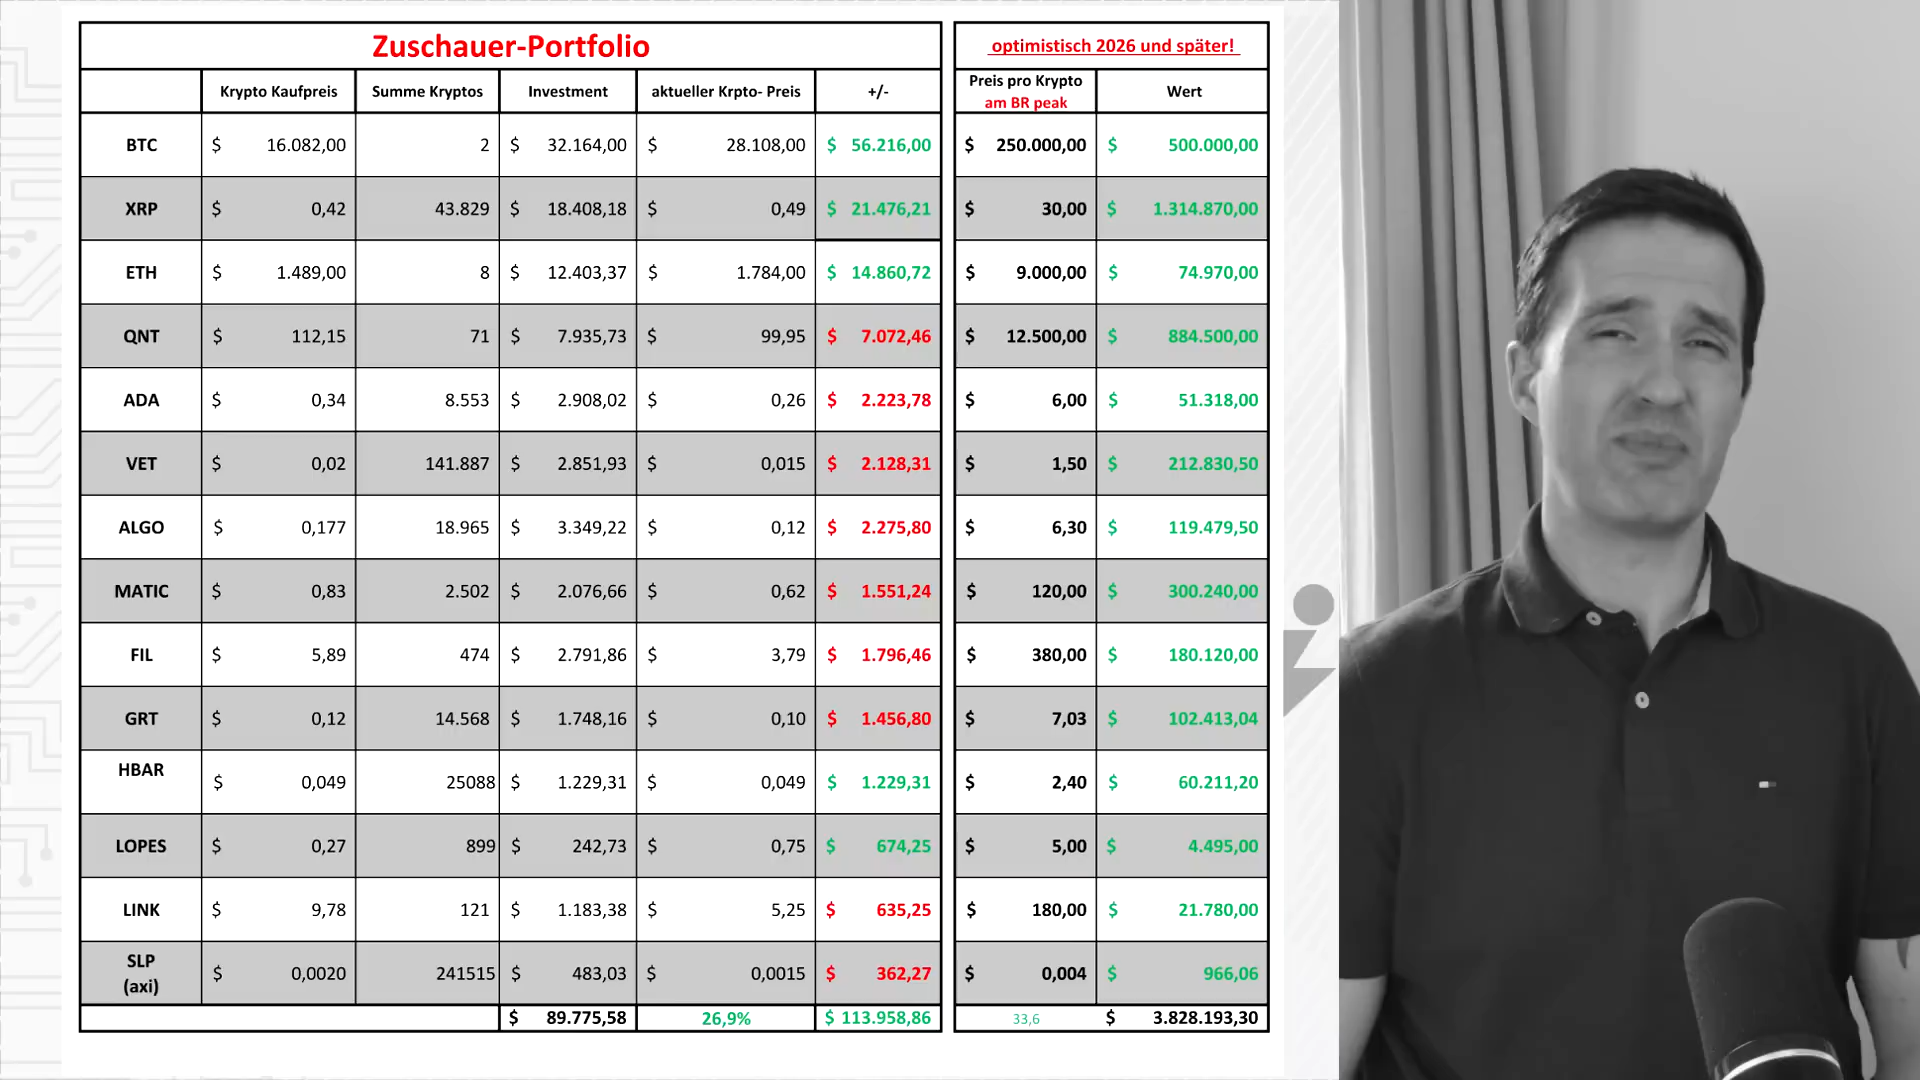 Zuschauer-Portfolio
optimistisch 2026 und später!
Krypto Kaufpreis Summe Kryptos Investment aktueller Krpto- Preis +/- Preis pro Krypto am BR peak Wert
BTC $ 16.082,00 2 $ 32.164,00 $ 28.108,00 $ 56.216,00 $ 250.000,00 $ 500.000,00
XRP $ 0,42 43.829 $ 18.408,18 $ 0,49 $ 21.476,21 $ 30,00 $ 1.314.870,00
ETH $ 1.489,00 8 $ 12.403,37 $ 1.784,00 $ 14.860,72 $ 9.000,00 $ 74.970,00
QNT $ 112,15 71 $ 7.935,73 $ 99,95 $ 7.072,46 $ 12.500,00 $ 884.500,00
ADA $ 0,34 8.553 $ 2.908,02 $ 0,26 $ 2.223,78 $ 6,00 $ 51.318,00
VET $ 0,02 141.887 $ 2.851,93 $ 0,015 $ 2.128,31 $ 1,50 $ 212.830,50
ALGO $ 0,177 18.965 $ 3.349,22 $ 0,12 $ 2.275,80 $ 6,30 $ 119.479,50
MATIC $ 0,83 2.502 $ 2.076,66 $ 0,62 $ 1.551,24 $ 120,00 $ 300.240,00
FIL $ 5,89 474 $ 2.791,86 $ 3,79 $ 1.796,46 $ 380,00 $ 180.120,00
GRT $ 0,12 14.568 $ 1.748,16 $ 0,10 $ 1.456,80 $ 7,03 $ 102.413,04
HBAR $ 0,049 25088 $ 1.229,31 $ 0,049 $ 1.229,31 $ 2,40 $ 60.211,20
LOPES $ 0,27 899 $ 242,73 $ 0,75 $ 674,25 $ 5,00 $ 4.495,00
LINK $ 9,78 121 $ 1.183,38 $ 5,25 $ 635,25 $ 180,00 $ 21.780,00
SLP (axi) $ 0,0020 241515 $ 483,03 $ 0,0015 $ 362,27 $ 0,004 $ 966,06
$ 89.775,58 26,9% $ 113.958,86 33,6 $ 3.828.193,30